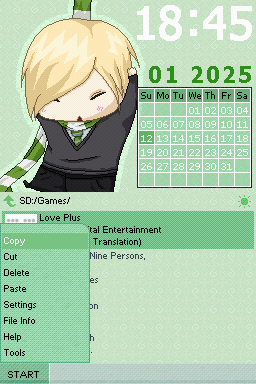 18:45
01 2025
Su Mo Tu We Th Fr Sa
01 02 03 04
05 06 07 08 09 10 11
12 13 14 15 16 17 18
19 20 21 22 23 24 25
26 27 28 29 30 31
SD:/Games/
Love Plus
tal Entertainment
Translation)
Copy
Nine Persons,
Cut
Delete
es
Paste
Settings
on
File Info
Help
h
Tools
START